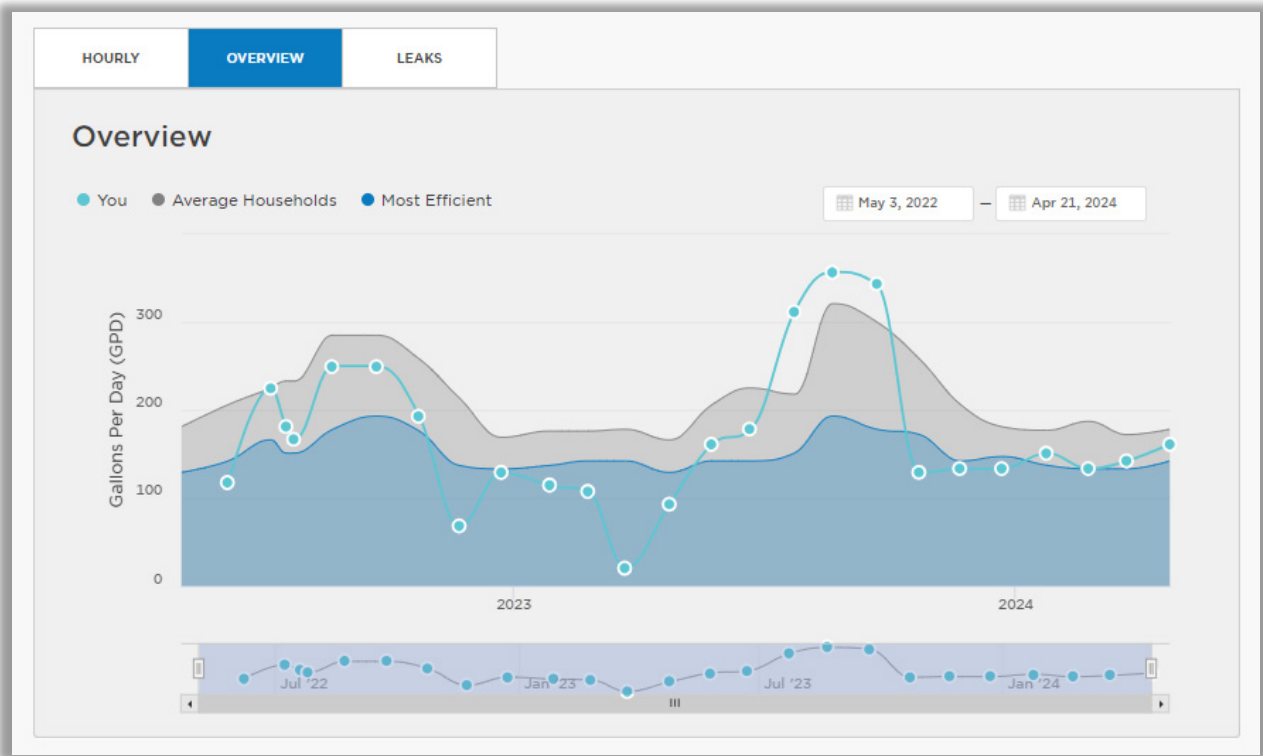 HOURLY
OVERVIEW
LEAKS
Overview
You
Average Households
Most Efficient
May 3, 2022 – Apr 21, 2024
Gallons Per Day (GPD)
300
200
100
0
2023
2024
Jul '22
Jan '23
Jul '23
Jan '24